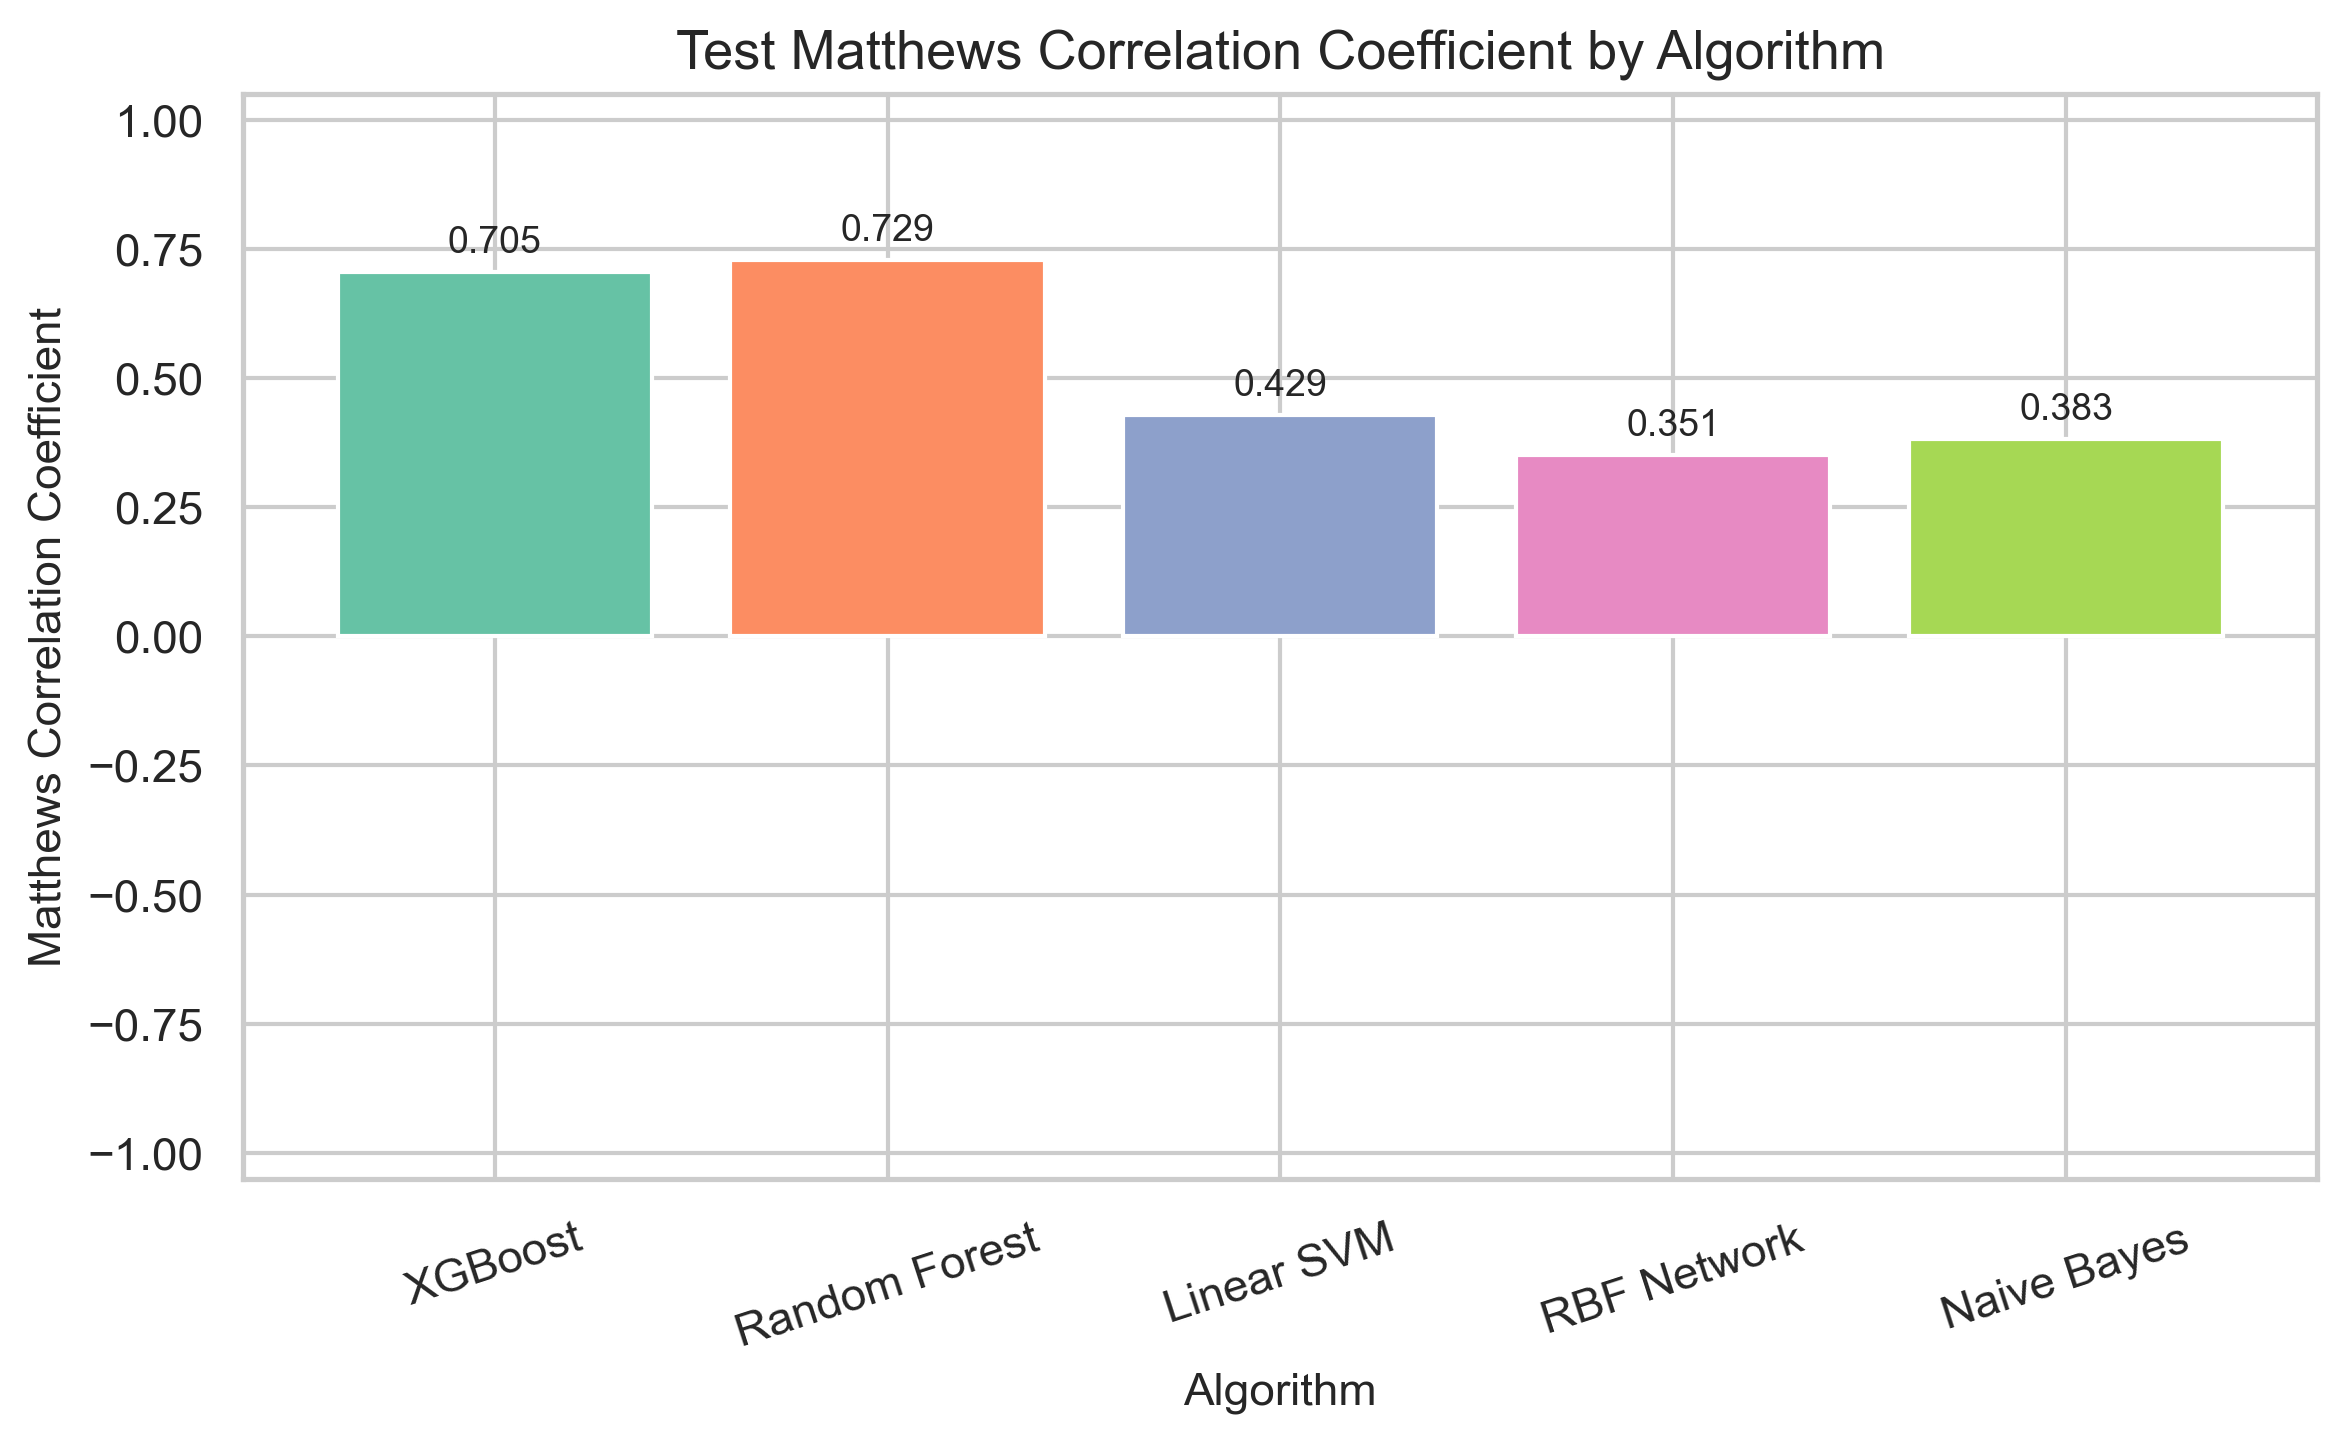 Test Matthews Correlation Coefficient by Algorithm
Matthews Correlation Coefficient
1.00
0.75
0.50
0.25
0.00
−0.25
−0.50
−0.75
−1.00
0.705
0.729
0.429
0.351
0.383
XGBoost
Random Forest
Linear SVM
RBF Network
Naive Bayes
Algorithm